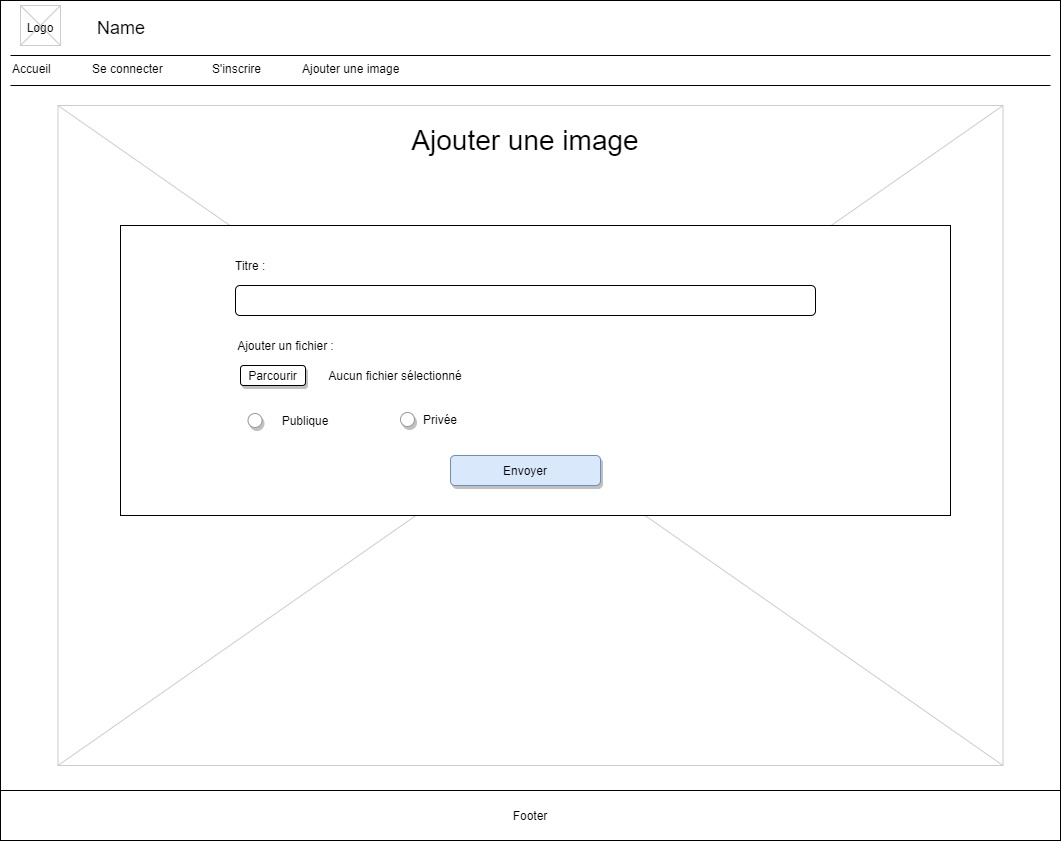 Logo
Name
Accueil
Se connecter
S'inscrire
Ajouter une image
Ajouter une image
Titre :
Ajouter un fichier :
Parcourir
Aucun fichier sélectionné
Publique
Privée
Envoyer
Footer